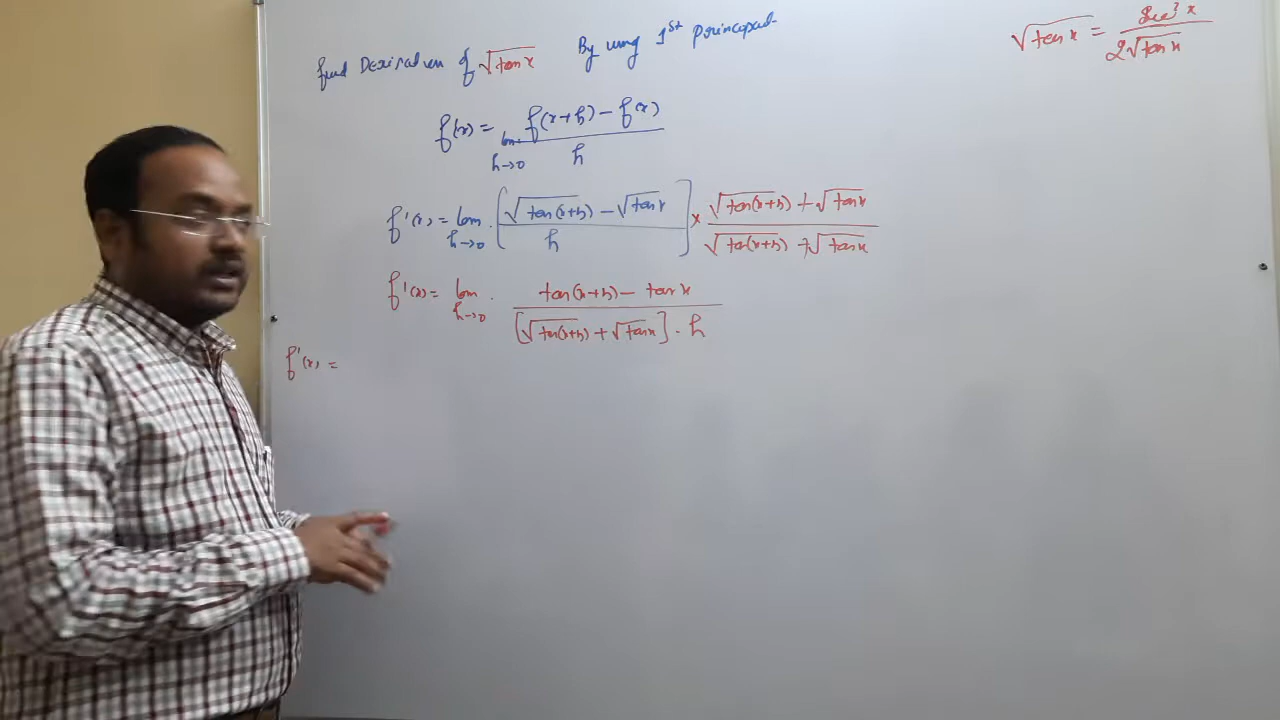 find Derivation of √tan x By using 1st principal
√tan x = sec² x / 2√tan x
f'(x) = lim h→0 f(x+h) − f(x) / h
f'(x) = lim h→0 . [√tan(x+h) − √tan x / h] × √tan(x+h) + √tan x / √tan(x+h) + √tan x
f'(x) = lim h→0 . tan(x+h) − tan x / [√tan(x+h) + √tan x] . h
f'(x) =